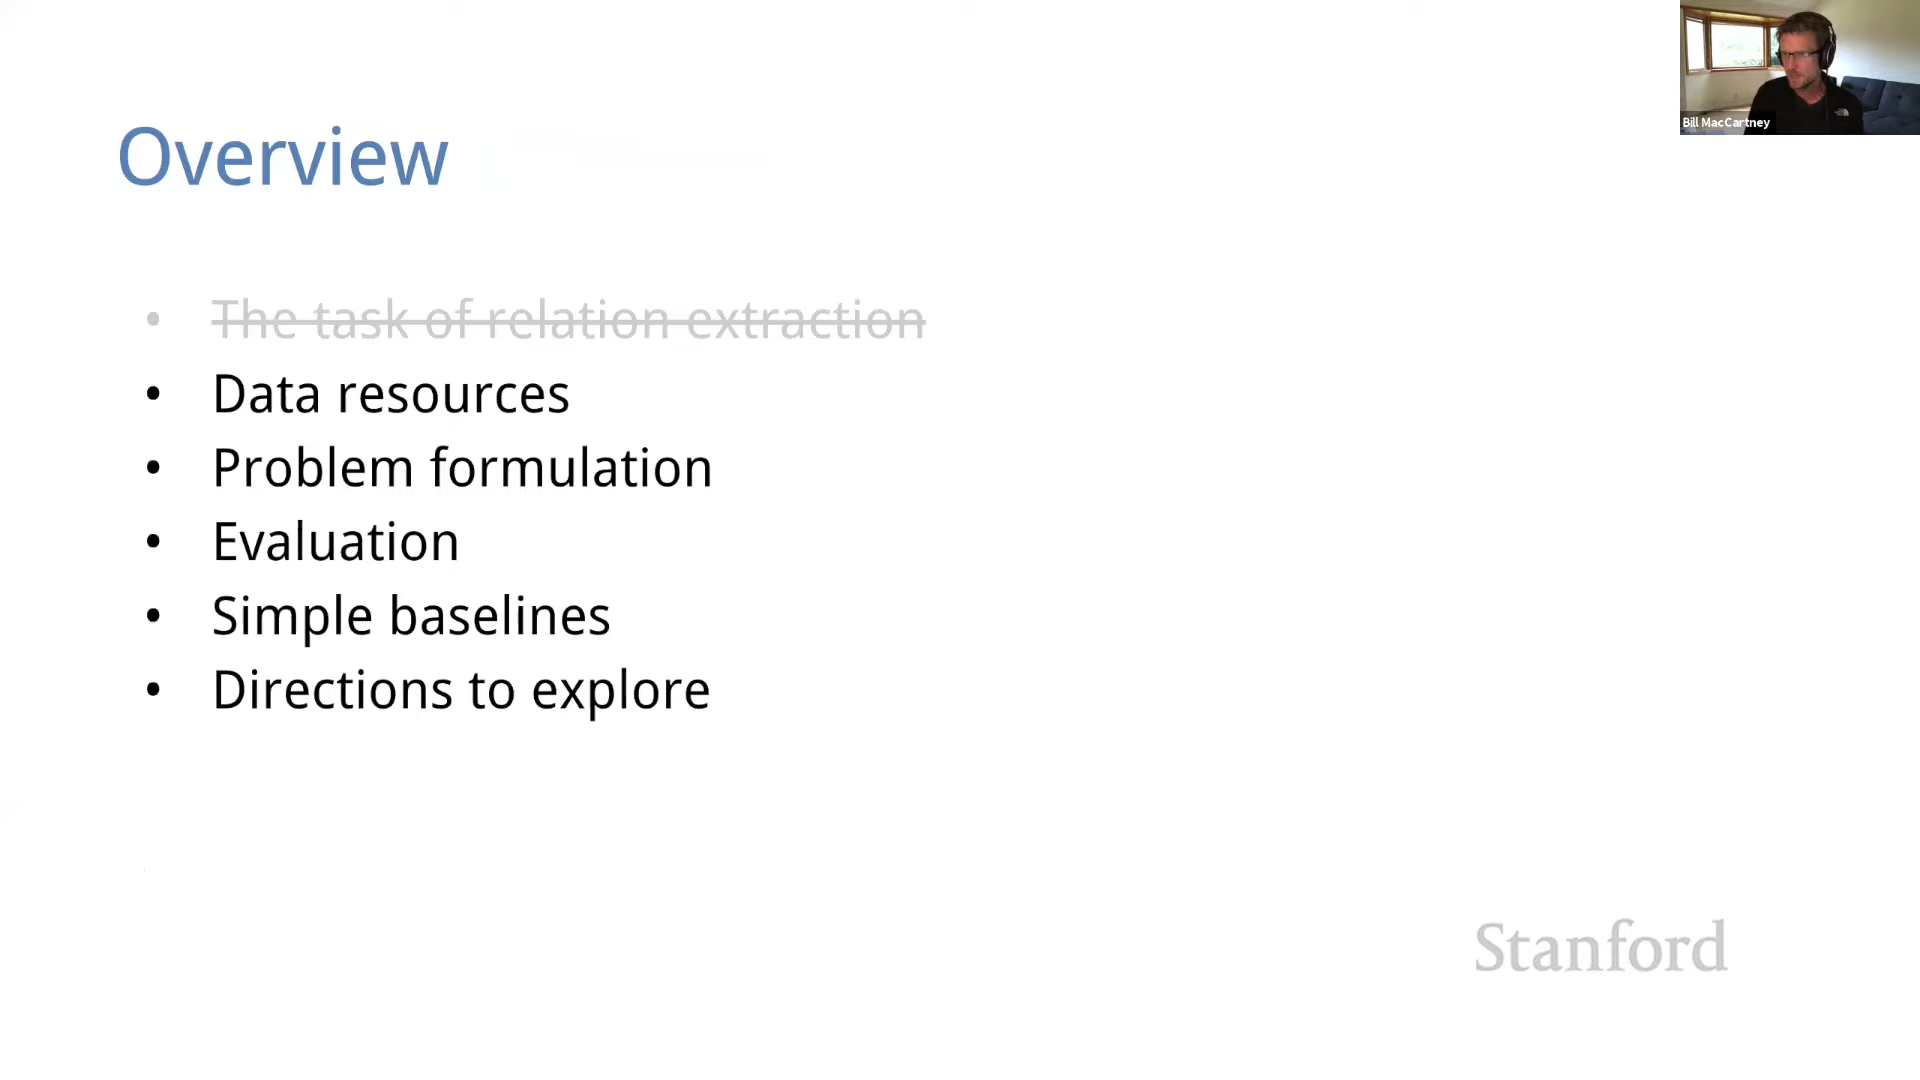 Bill MacCartney
Overview
• The task of relation extraction
• Data resources
• Problem formulation
• Evaluation
• Simple baselines
• Directions to explore
Stanford